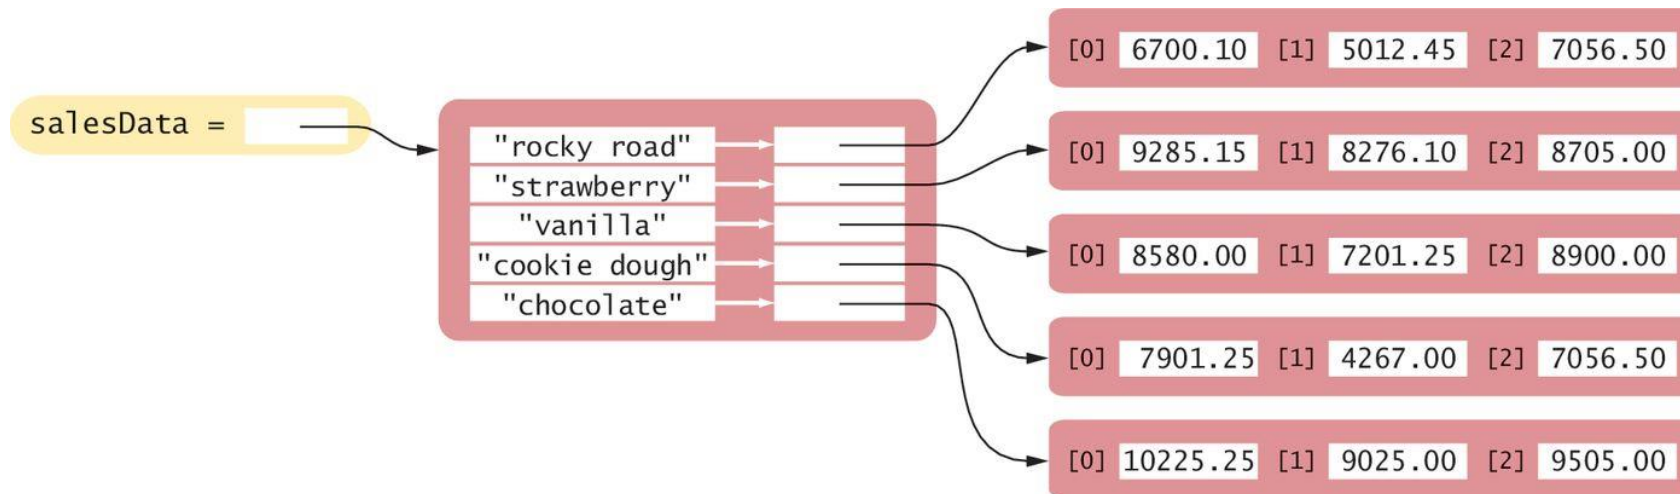 salesData =
"rocky road"
"strawberry"
"vanilla"
"cookie dough"
"chocolate"
[0] 6700.10 [1] 5012.45 [2] 7056.50
[0] 9285.15 [1] 8276.10 [2] 8705.00
[0] 8580.00 [1] 7201.25 [2] 8900.00
[0] 7901.25 [1] 4267.00 [2] 7056.50
[0] 10225.25 [1] 9025.00 [2] 9505.00